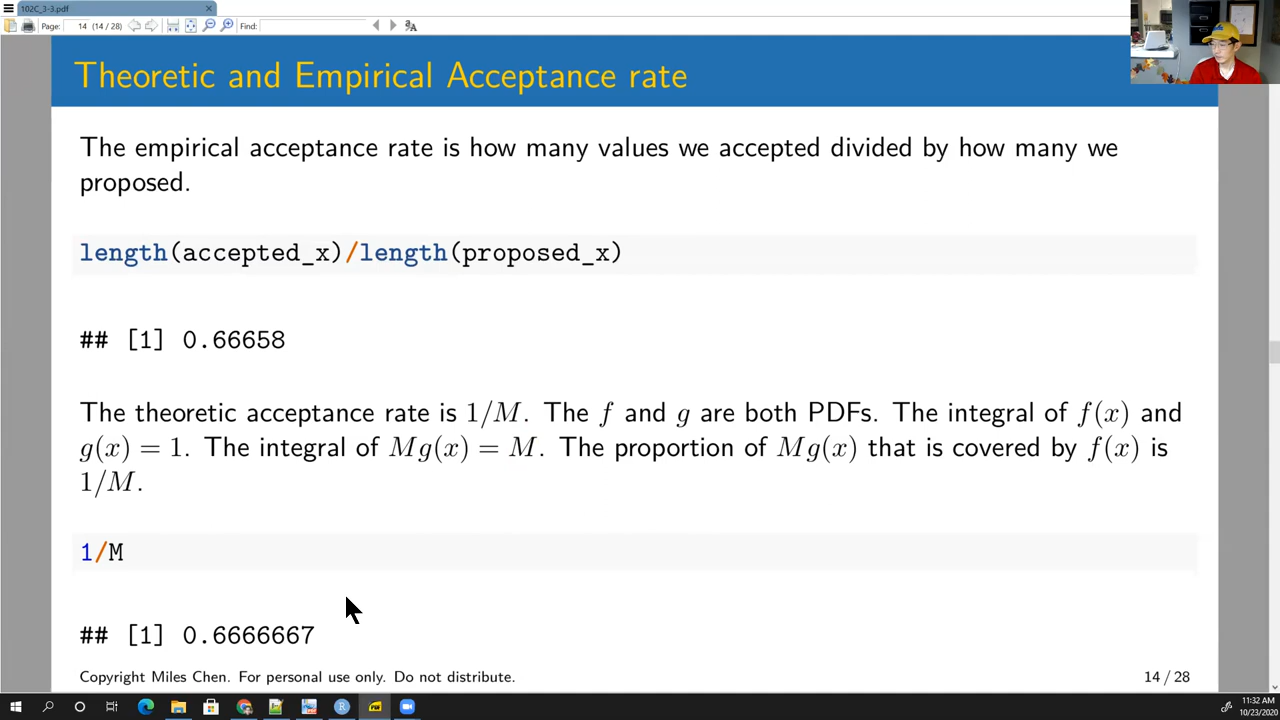 102C_3-3.pdf
Page: 14 (14 / 28) Find:
Theoretic and Empirical Acceptance rate
The empirical acceptance rate is how many values we accepted divided by how many we
proposed.
length(accepted_x)/length(proposed_x)
## [1] 0.66658
The theoretic acceptance rate is 1/M. The f and g are both PDFs. The integral of f(x) and
g(x) = 1. The integral of Mg(x) = M. The proportion of Mg(x) that is covered by f(x) is
1/M.
1/M
## [1] 0.6666667
Copyright Miles Chen. For personal use only. Do not distribute. 14 / 28
11:32 AM
10/23/2020